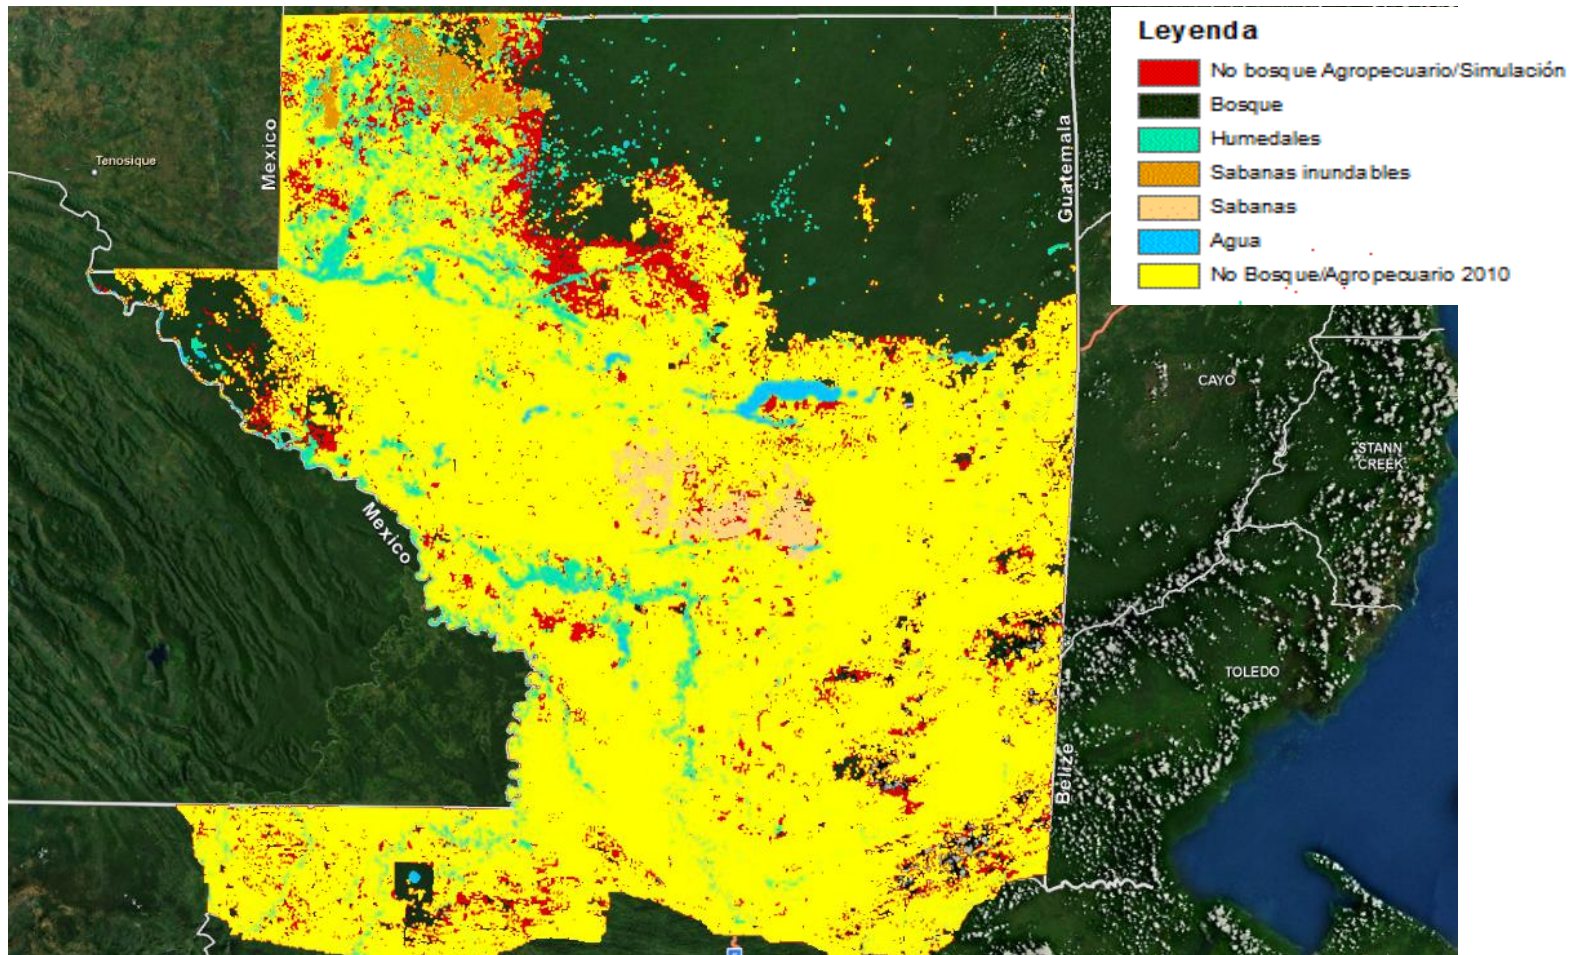 Leyenda
No bosque Agropecuario/Simulación
Bosque
Humedales
Sabanas inundables
Sabanas
Agua
No Bosque/Agropecuario 2010
Tenosique
Mexico
Guatemala
CAYO
STANN
CREEK
Mexico
TOLEDO
Belize